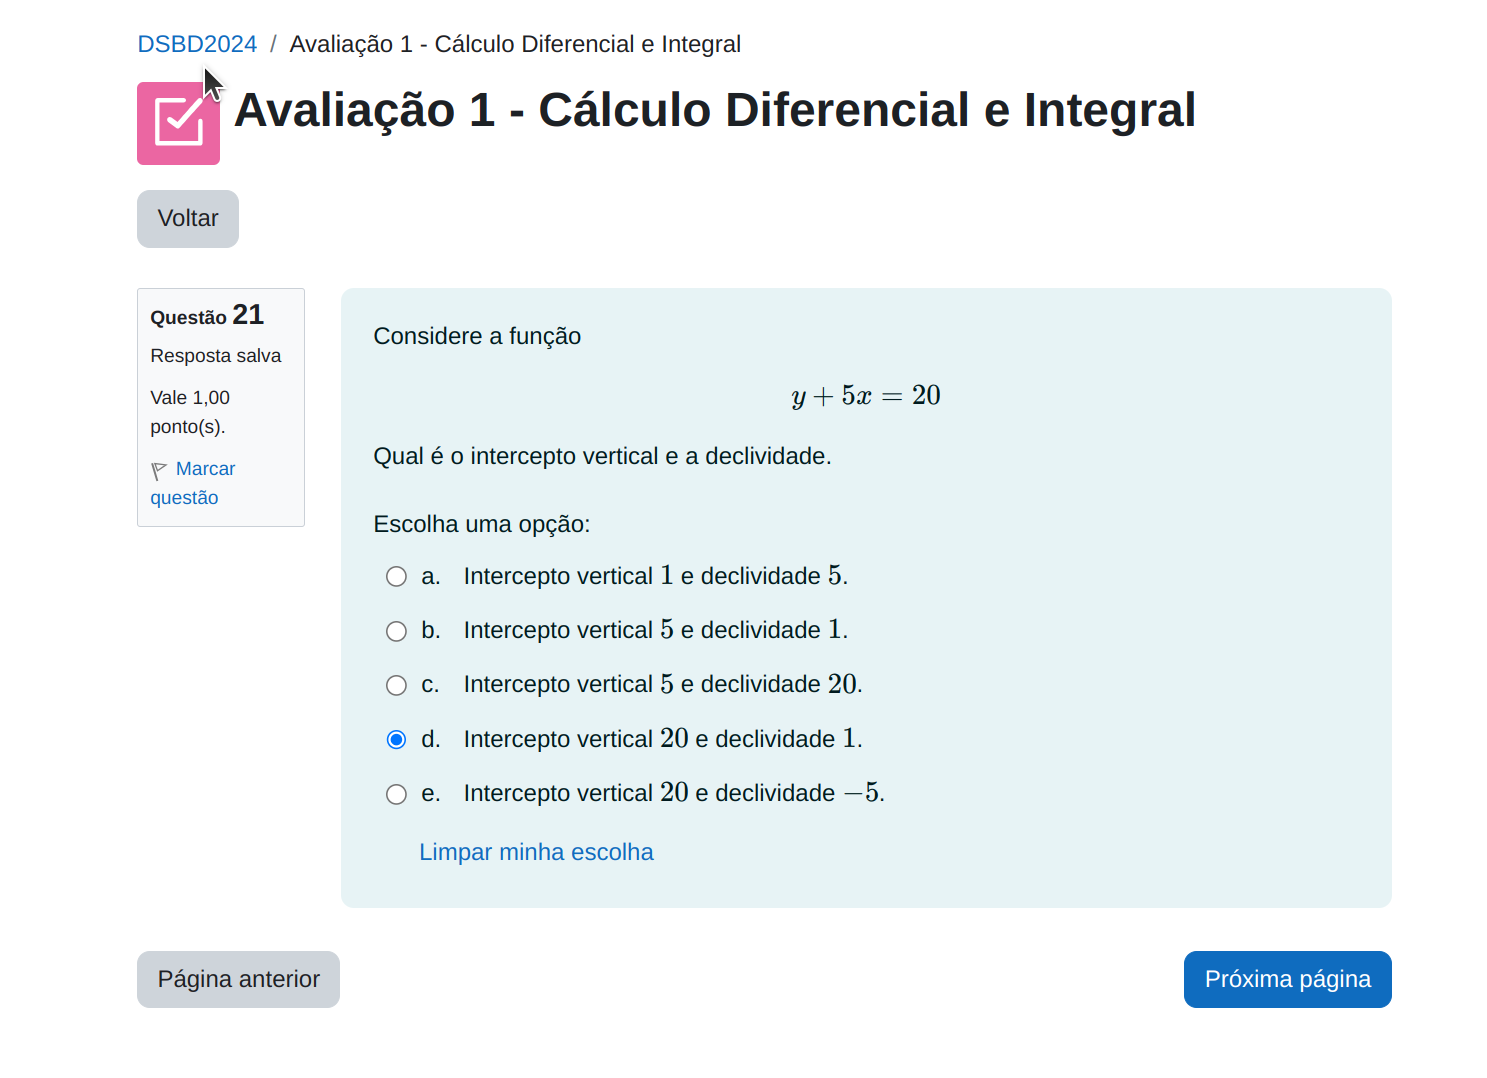 DSBD2024 / Avaliação 1 - Cálculo Diferencial e Integral
Avaliação 1 - Cálculo Diferencial e Integral
Voltar
Questão 21
Resposta salva
Vale 1,00
ponto(s).
Marcar
questão
Considere a função
y + 5x = 20
Qual é o intercepto vertical e a declividade.
Escolha uma opção:
a. Intercepto vertical 1 e declividade 5.
b. Intercepto vertical 5 e declividade 1.
c. Intercepto vertical 5 e declividade 20.
d. Intercepto vertical 20 e declividade 1.
e. Intercepto vertical 20 e declividade −5.
Limpar minha escolha
Página anterior
Próxima página